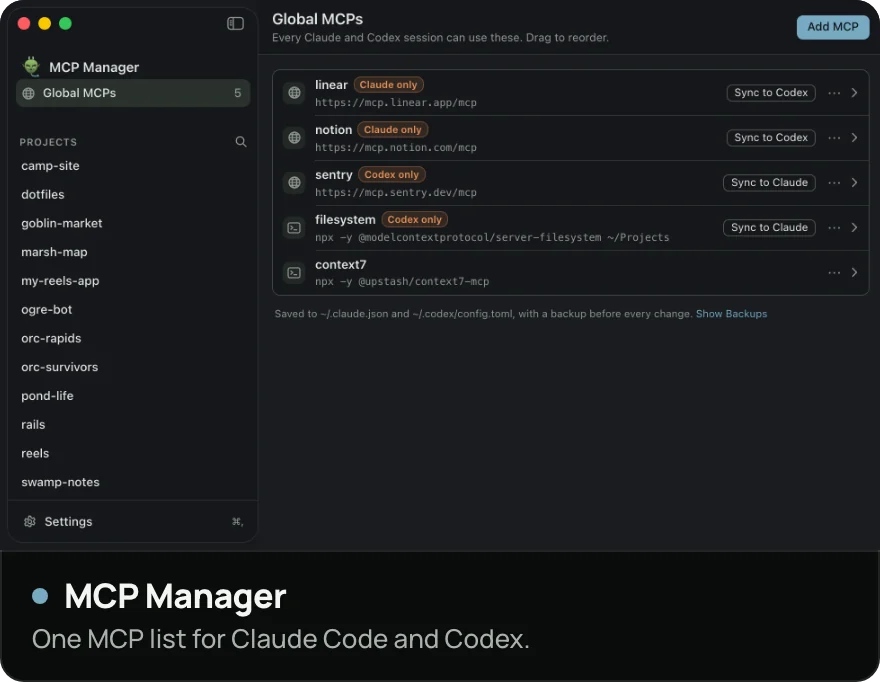 MCP Manager
Global MCPs 5
PROJECTS
camp-site
dotfiles
goblin-market
marsh-map
my-reels-app
ogre-bot
orc-rapids
orc-survivors
pond-life
rails
reels
swamp-notes
Settings ⌘,
Global MCPs
Every Claude and Codex session can use these. Drag to reorder.
Add MCP
linear Claude only
https://mcp.linear.app/mcp
Sync to Codex
notion Claude only
https://mcp.notion.com/mcp
Sync to Codex
sentry Codex only
https://mcp.sentry.dev/mcp
Sync to Claude
filesystem Codex only
npx -y @modelcontextprotocol/server-filesystem ~/Projects
Sync to Claude
context7
npx -y @upstash/context7-mcp
Saved to ~/.claude.json and ~/.codex/config.toml, with a backup before every change. Show Backups
MCP Manager
One MCP list for Claude Code and Codex.